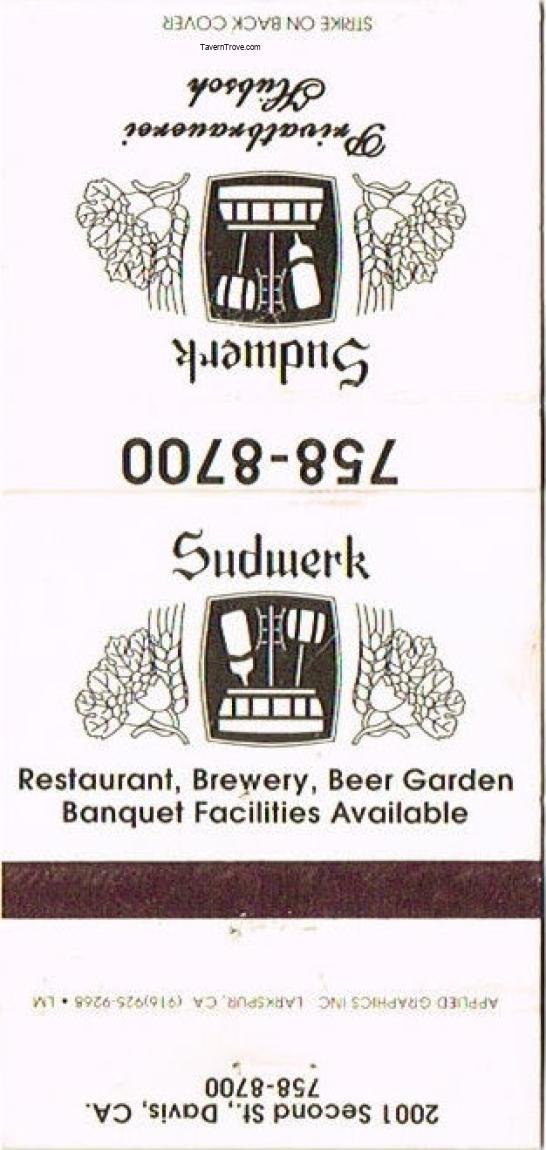 STRIKE ON BACK COVER
TavernTrove.com
Privatbrauerei
Hübsch
Sudwerk
758-8700
Sudwerk
Restaurant, Brewery, Beer Garden
Banquet Facilities Available
APPLIED GRAPHICS INC LARKSPUR, CA (916)925-9268 • LM
2001 Second St., Davis, CA.
758-8700